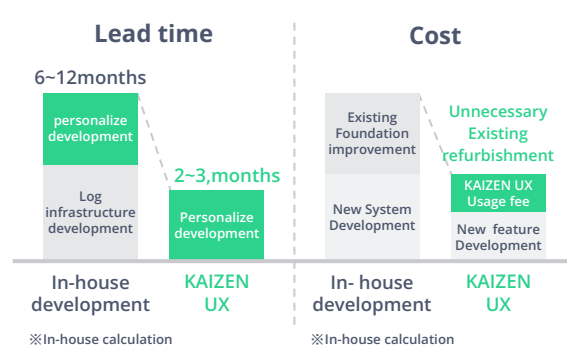 Lead time
6~12months
personalize
development
Log
infrastructure
development
2~3,months
Personalize
development
In-house
development
KAIZEN
UX
※In-house calculation
Cost
Existing
Foundation
improvement
New System
Development
Unnecessary
Existing
refurbishment
KAIZEN UX
Usage fee
New feature
Development
In- house
development
KAIZEN
UX
※In-house calculation